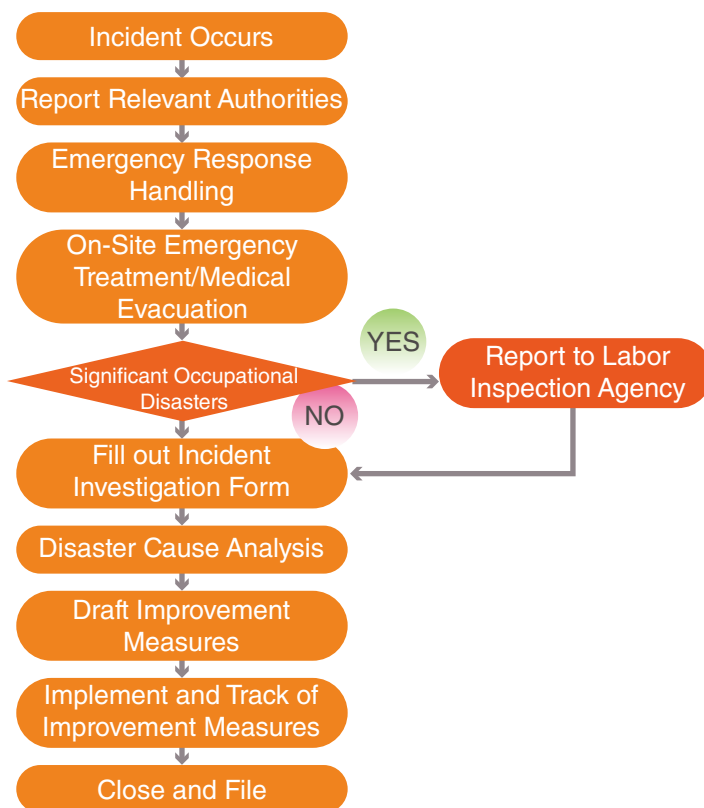 Incident Occurs
Report Relevant Authorities
Emergency Response
Handling
On-Site Emergency
Treatment/Medical
Evacuation
Significant Occupational
Disasters
YES
Report to Labor
Inspection Agency
NO
Fill out Incident
Investigation Form
Disaster Cause Analysis
Draft Improvement
Measures
Implement and Track of
Improvement Measures
Close and File